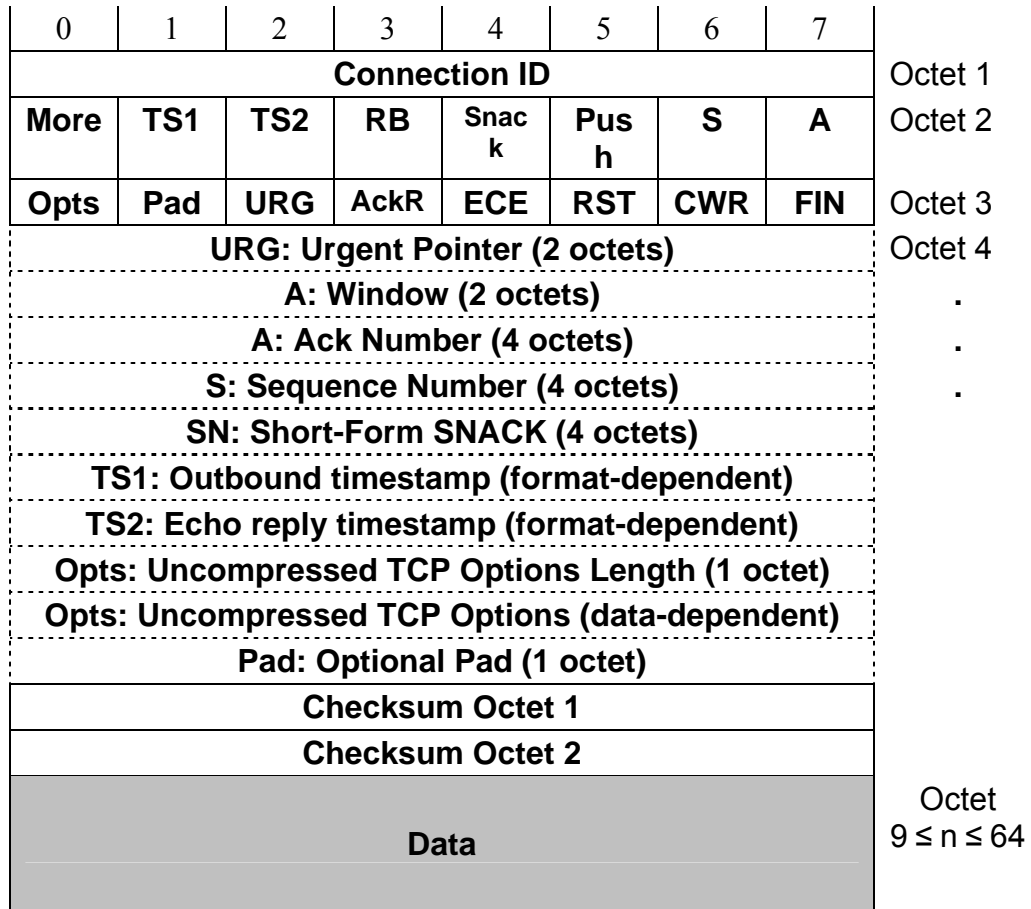 0 1 2 3 4 5 6 7
Connection ID Octet 1
More TS1 TS2 RB Snac Pus S A Octet 2
k h
Opts Pad URG AckR ECE RST CWR FIN Octet 3
URG: Urgent Pointer (2 octets) Octet 4
A: Window (2 octets) .
A: Ack Number (4 octets) .
S: Sequence Number (4 octets) .
SN: Short-Form SNACK (4 octets)
TS1: Outbound timestamp (format-dependent)
TS2: Echo reply timestamp (format-dependent)
Opts: Uncompressed TCP Options Length (1 octet)
Opts: Uncompressed TCP Options (data-dependent)
Pad: Optional Pad (1 octet)
Checksum Octet 1
Checksum Octet 2
Octet
Data
9 ≤ n ≤ 64